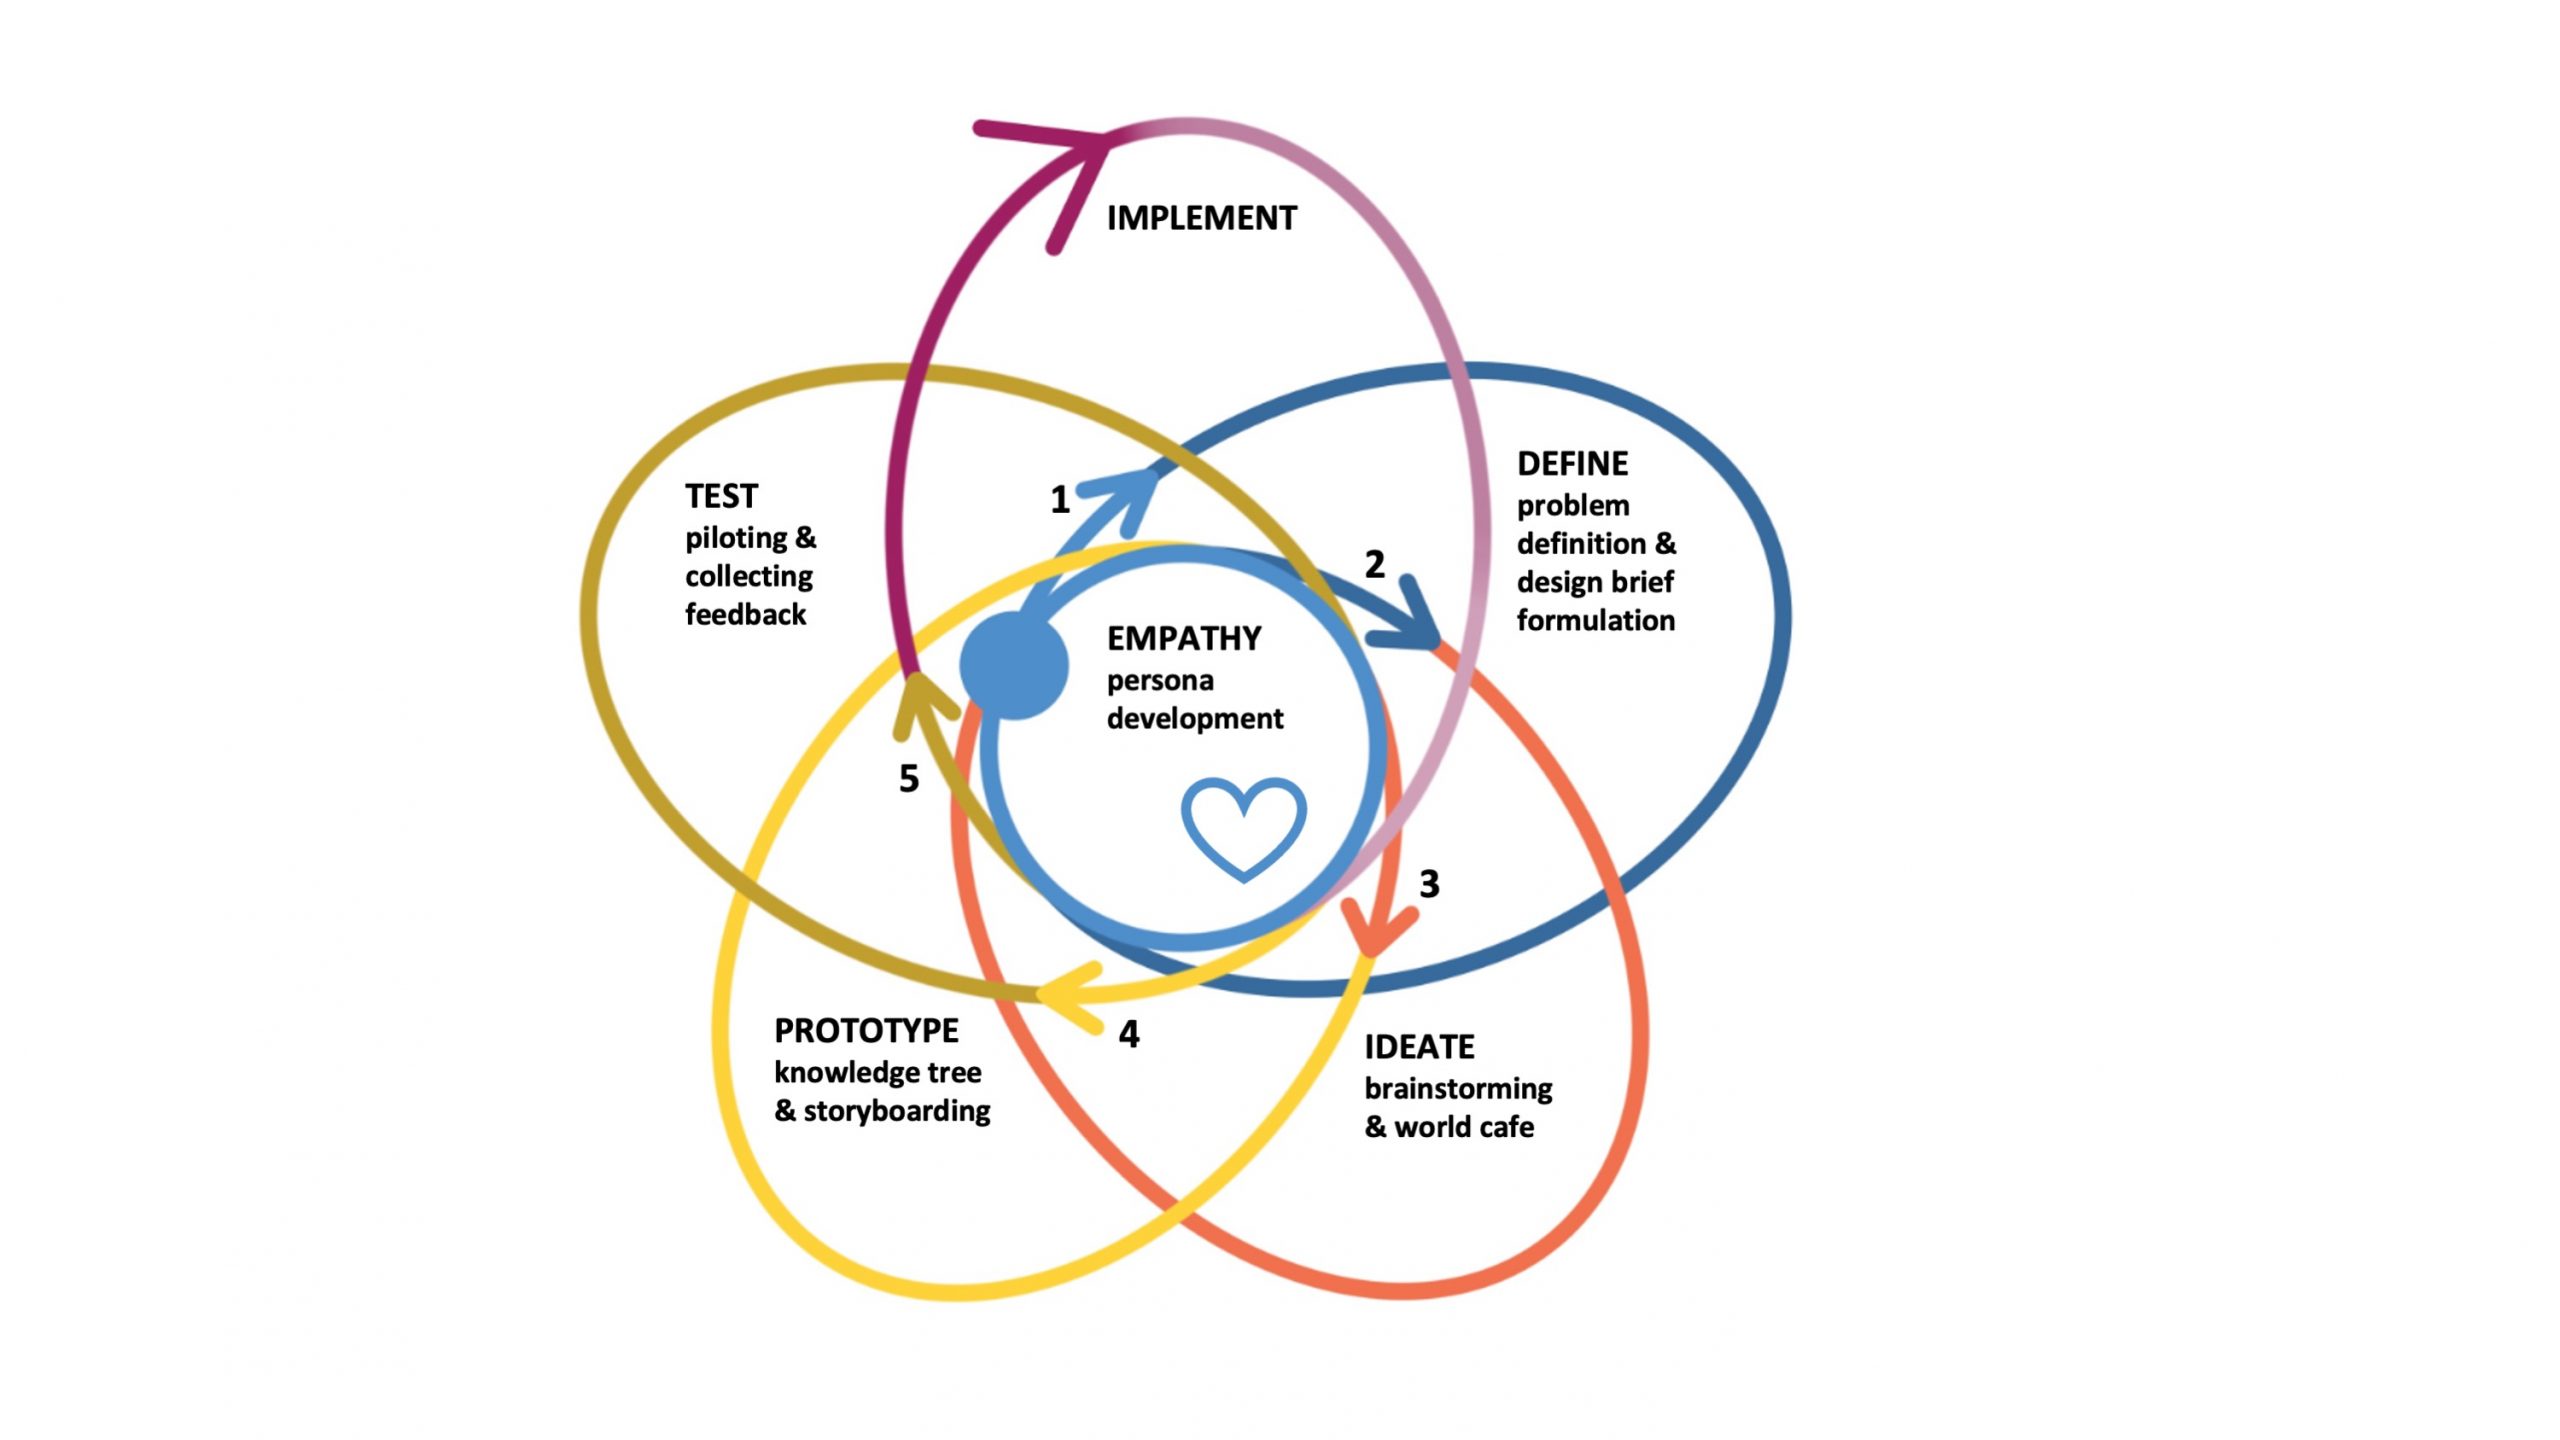 IMPLEMENT
1
2
DEFINE
problem
definition &
design brief
formulation
TEST
piloting &
collecting
feedback
EMPATHY
persona
development
5
3
4
PROTOTYPE
knowledge tree
& storyboarding
IDEATE
brainstorming
& world cafe